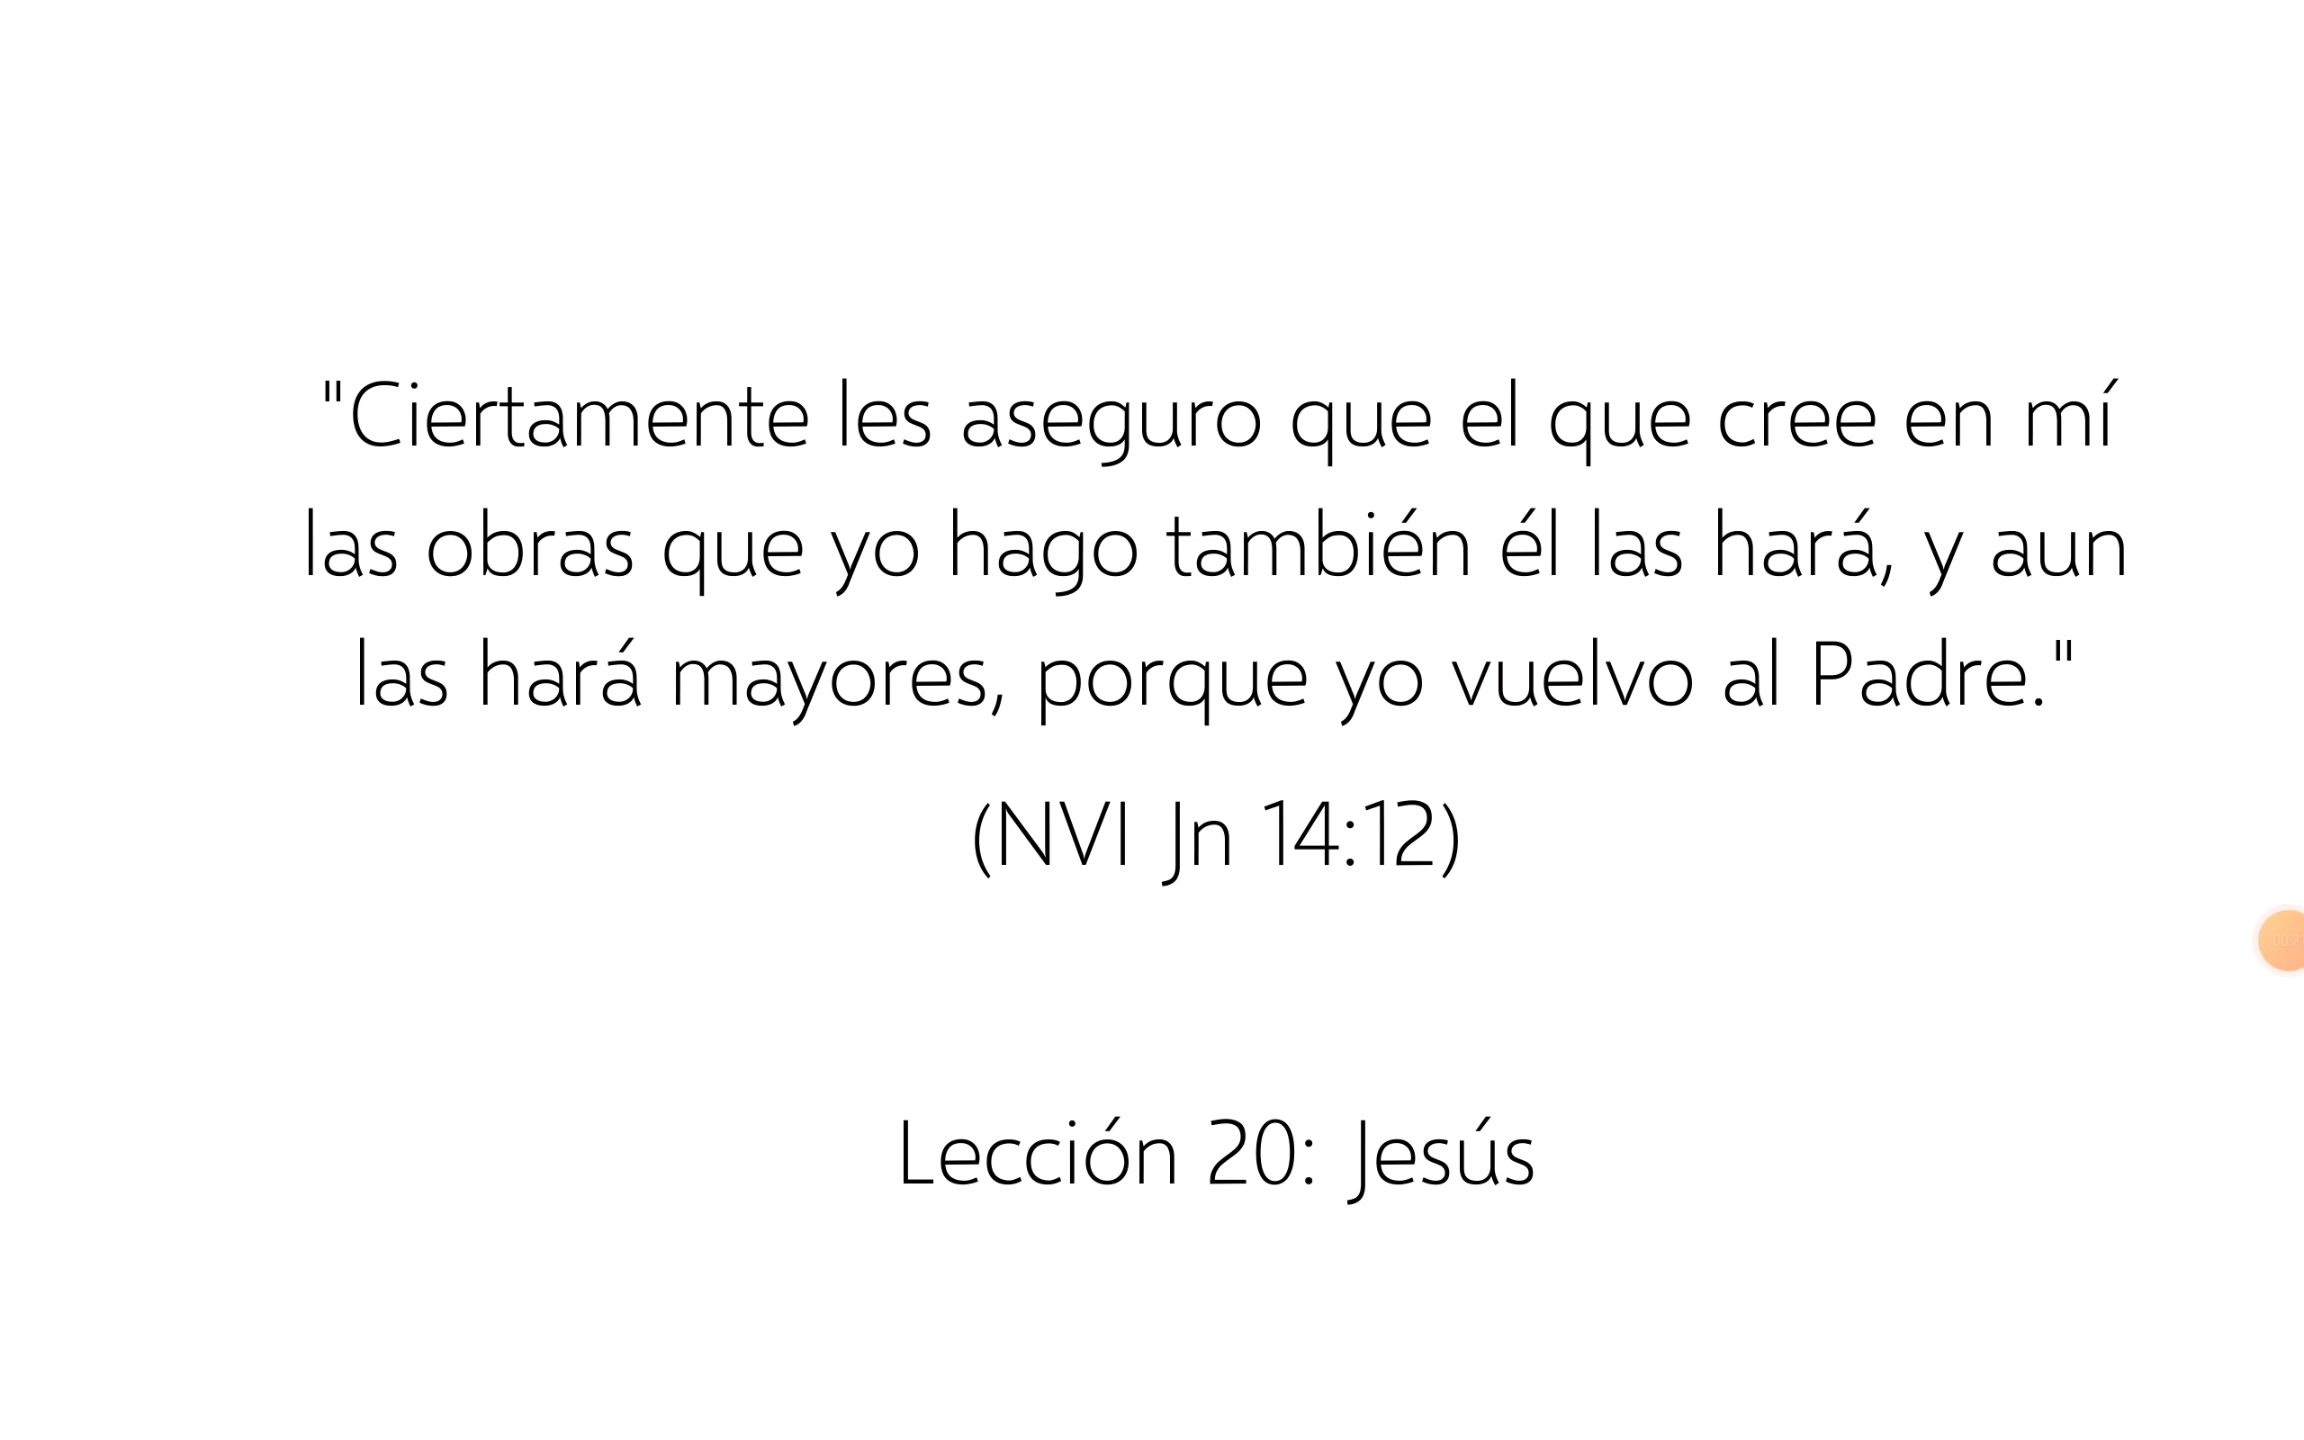 "Ciertamente les aseguro que el que cree en mí
las obras que yo hago también él las hará, y aun
las hará mayores, porque yo vuelvo al Padre."
(NVI Jn 14:12)
Lección 20: Jesús